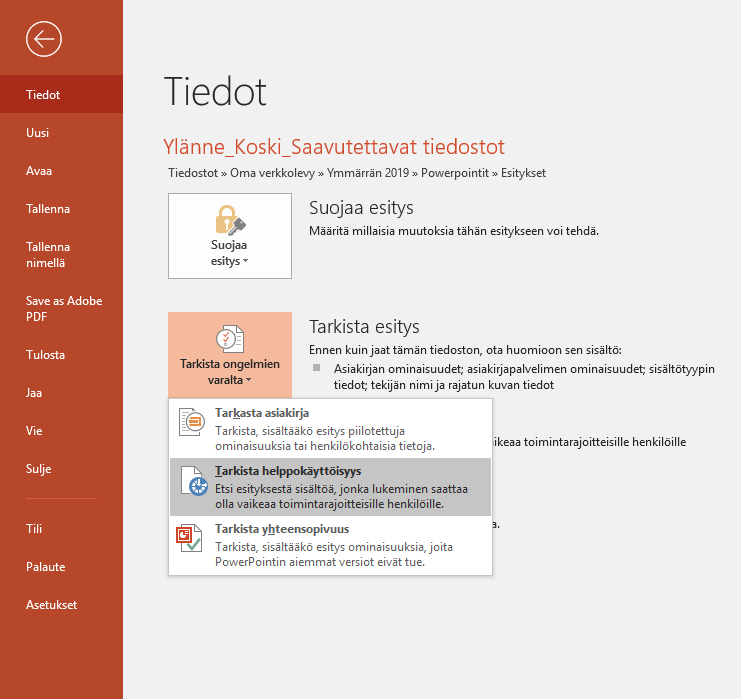 Tiedot
Uusi
Avaa
Tallenna
Tallenna
nimellä
Save as Adobe
PDF
Tulosta
Jaa
Vie
Sulje
Tili
Palaute
Asetukset
Tiedot
Ylänne_Koski_Saavutettavat tiedostot
Tiedostot » Oma verkkolevy » Ymmärrän 2019 » Powerpointit » Esitykset
Suojaa
esitys
Suojaa esitys
Määritä millaisia muutoksia tähän esitykseen voi tehdä.
Tarkista ongelmien
varalta
Tarkista esitys
Ennen kuin jaat tämän tiedoston, ota huomioon sen sisältö:
Asiakirjan ominaisuudet; asiakirjapalvelimen ominaisuudet; sisältötyypin
tiedot; tekijän nimi ja rajatun kuvan tiedot
Tarkasta asiakirja
Tarkista, sisältääkö esitys piilotettuja
ominaisuuksia tai henkilökohtaisia tietoja.
aikeaa toimintarajoitteisille henkilöille
Tarkista helppokäyttöisyys
Etsi esityksestä sisältöä, jonka lukeminen saattaa
olla vaikeaa toimintarajoitteisille henkilöille.
a.
Tarkista yhteensopivuus
Tarkista, sisältääkö esitys ominaisuuksia, joita
PowerPointin aiemmat versiot eivät tue.